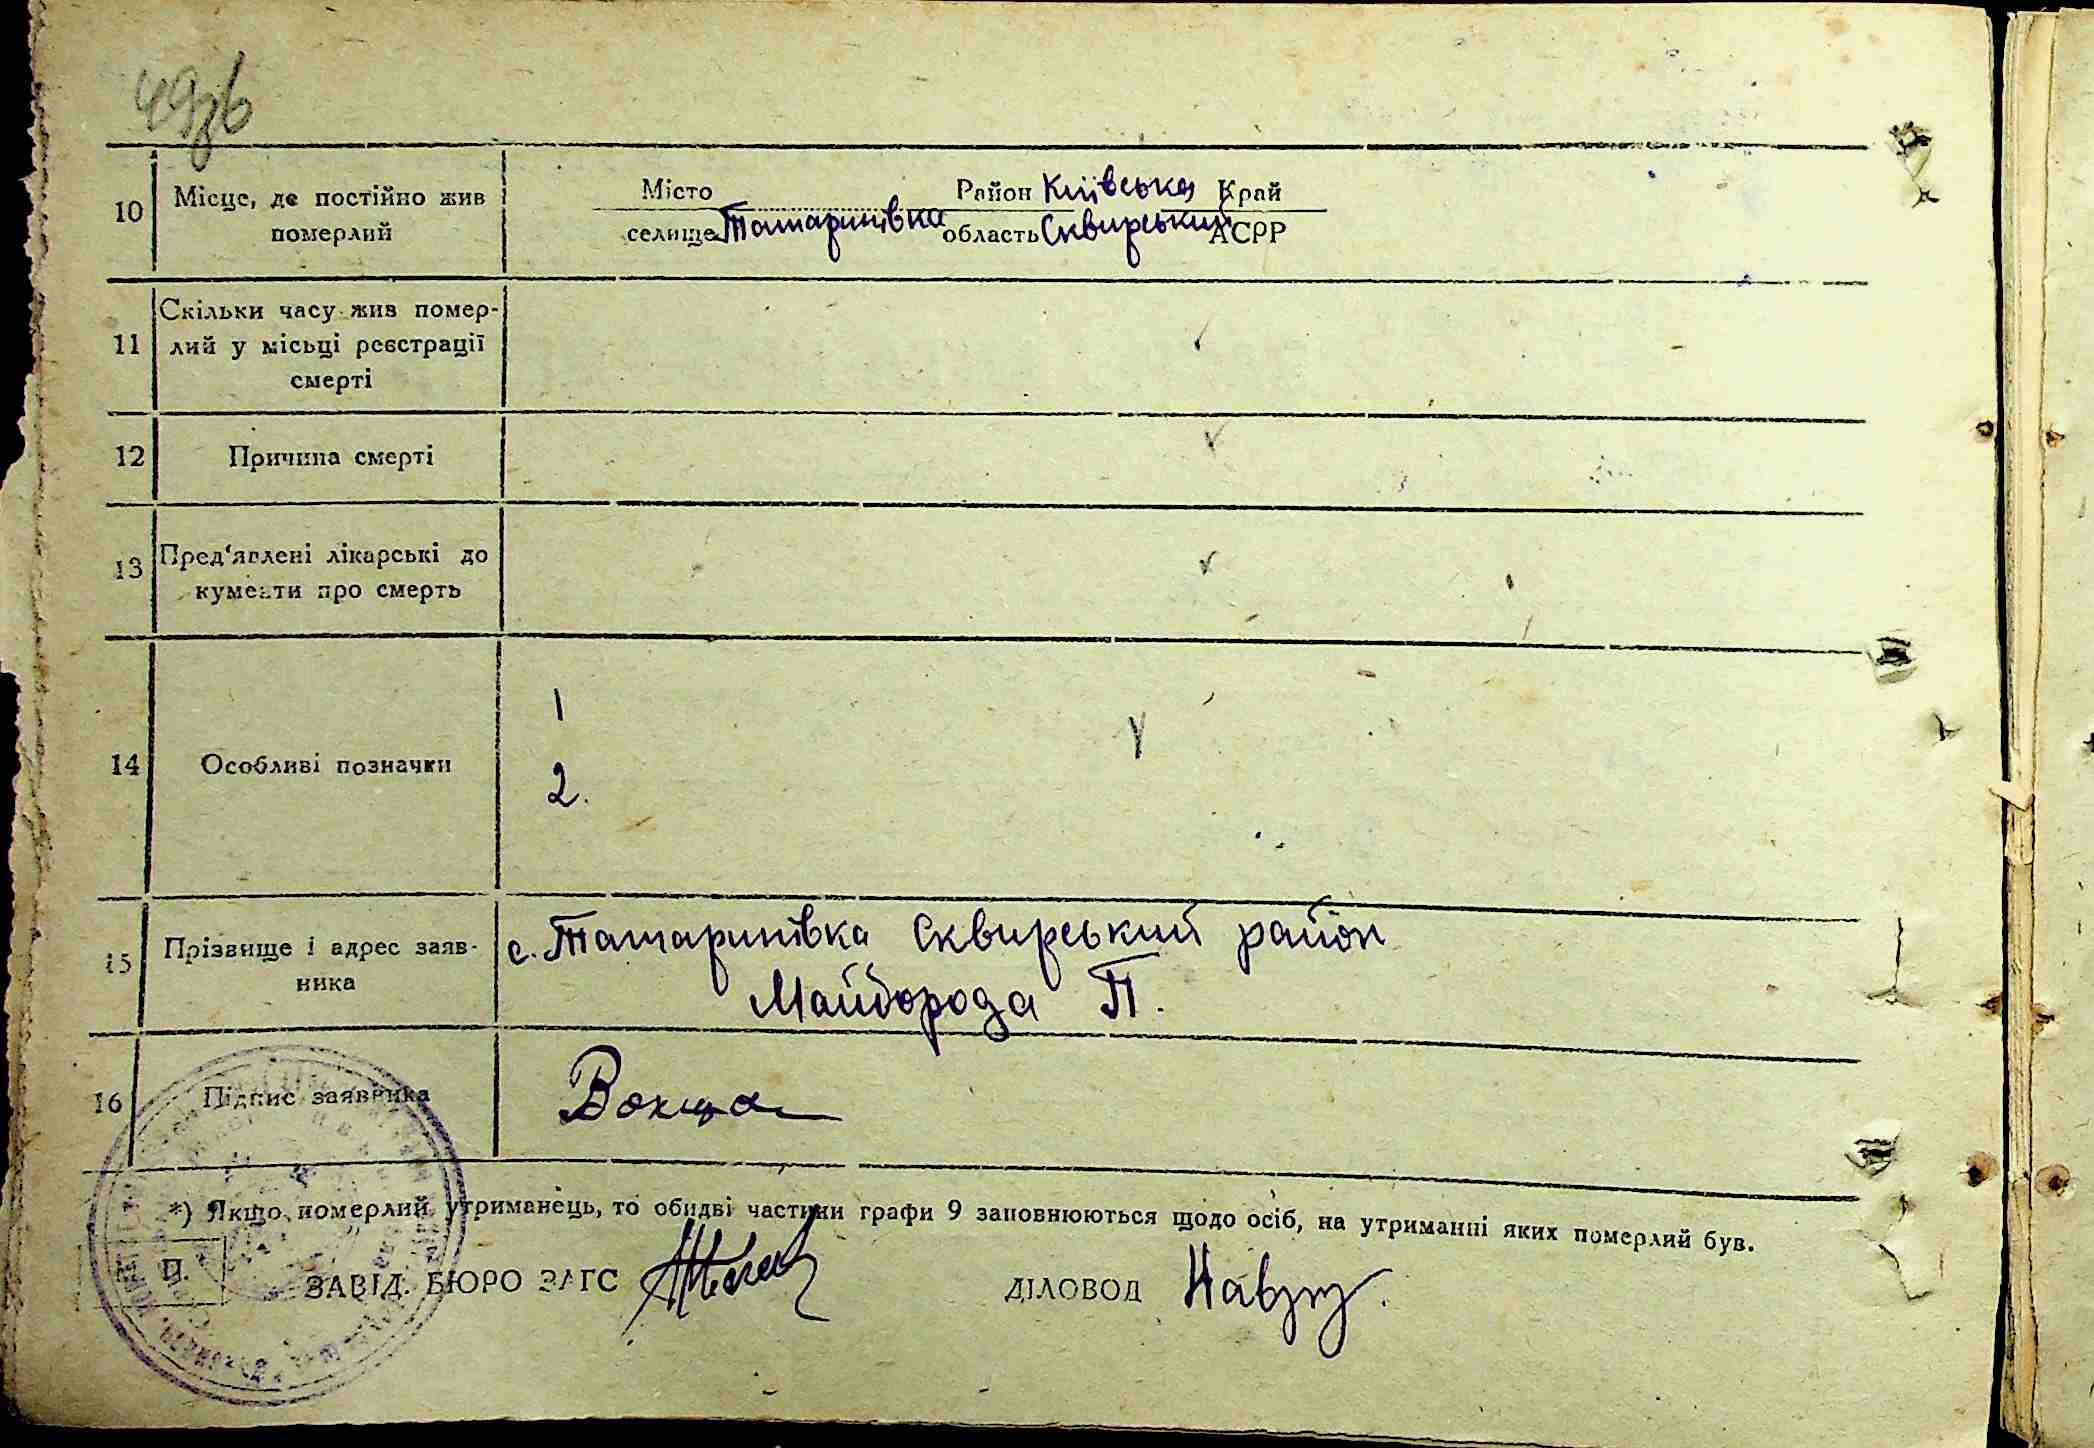 49зв
10 Місце, де постійно жив померлий
Місто Район Київська Край
селище Татаринівка область Сквирський АСРР
11 Скільки часу жив помер-
лий у місьці реєстрації
смерті
12 Причина смерті
13 Пред‘явлені лікарські до
кументи про смерть
14 Особливі позначки
1
2.
15 Прізвище і адрес заяв-
ника
с. Татаринівка Сквирський район
Майборода П.
16 Підпис заявника
*) Якщо померлий утриманець, то обидві частини графи 9 заповнюються щодо осіб, на утриманні яких померлий був.
П.
ЗАВІД. БЮРО ЗАГС
ДІЛОВОД